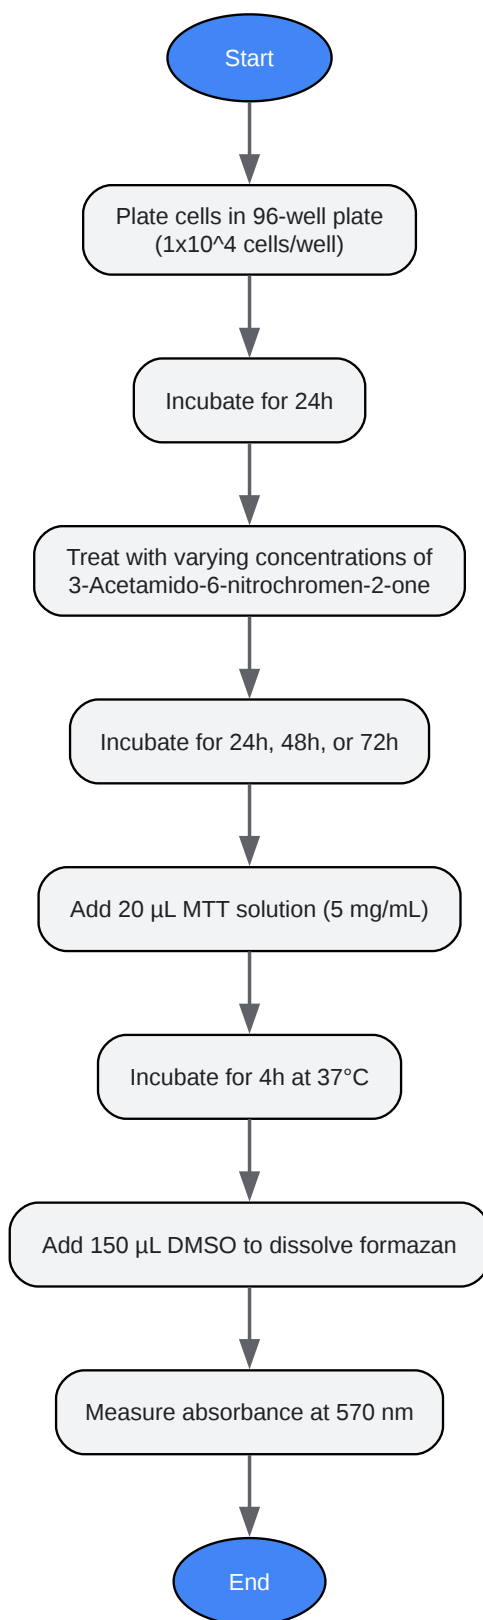 Start
Plate cells in 96-well plate
(1x10^4 cells/well)
Incubate for 24h
Treat with varying concentrations of
3-Acetamido-6-nitrochromen-2-one
Incubate for 24h, 48h, or 72h
Add 20 µL MTT solution (5 mg/mL)
Incubate for 4h at 37°C
Add 150 µL DMSO to dissolve formazan
Measure absorbance at 570 nm
End